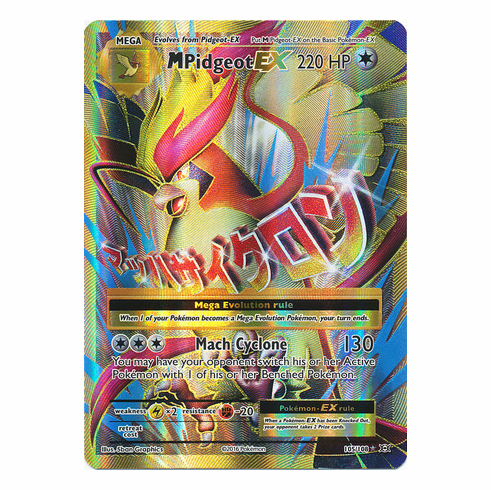 MEGA
Evolves from Pidgeot-EX
Put M Pidgeot-EX on the Basic Pokémon-EX
MPidgeotEX 220 HP
マッハサイクロン
Mega Evolution rule
When 1 of your Pokémon becomes a Mega Evolution Pokémon, your turn ends.
Mach Cyclone 130
You may have your opponent switch his or her Active
Pokémon with 1 of his or her Benched Pokémon.
weakness ×2 resistance -20
Pokémon-EX rule
When a Pokémon-EX has been Knocked Out,
your opponent takes 2 Prize cards.
retreat
cost
Illus. 5ban Graphics
©2016 Pokémon
105/108